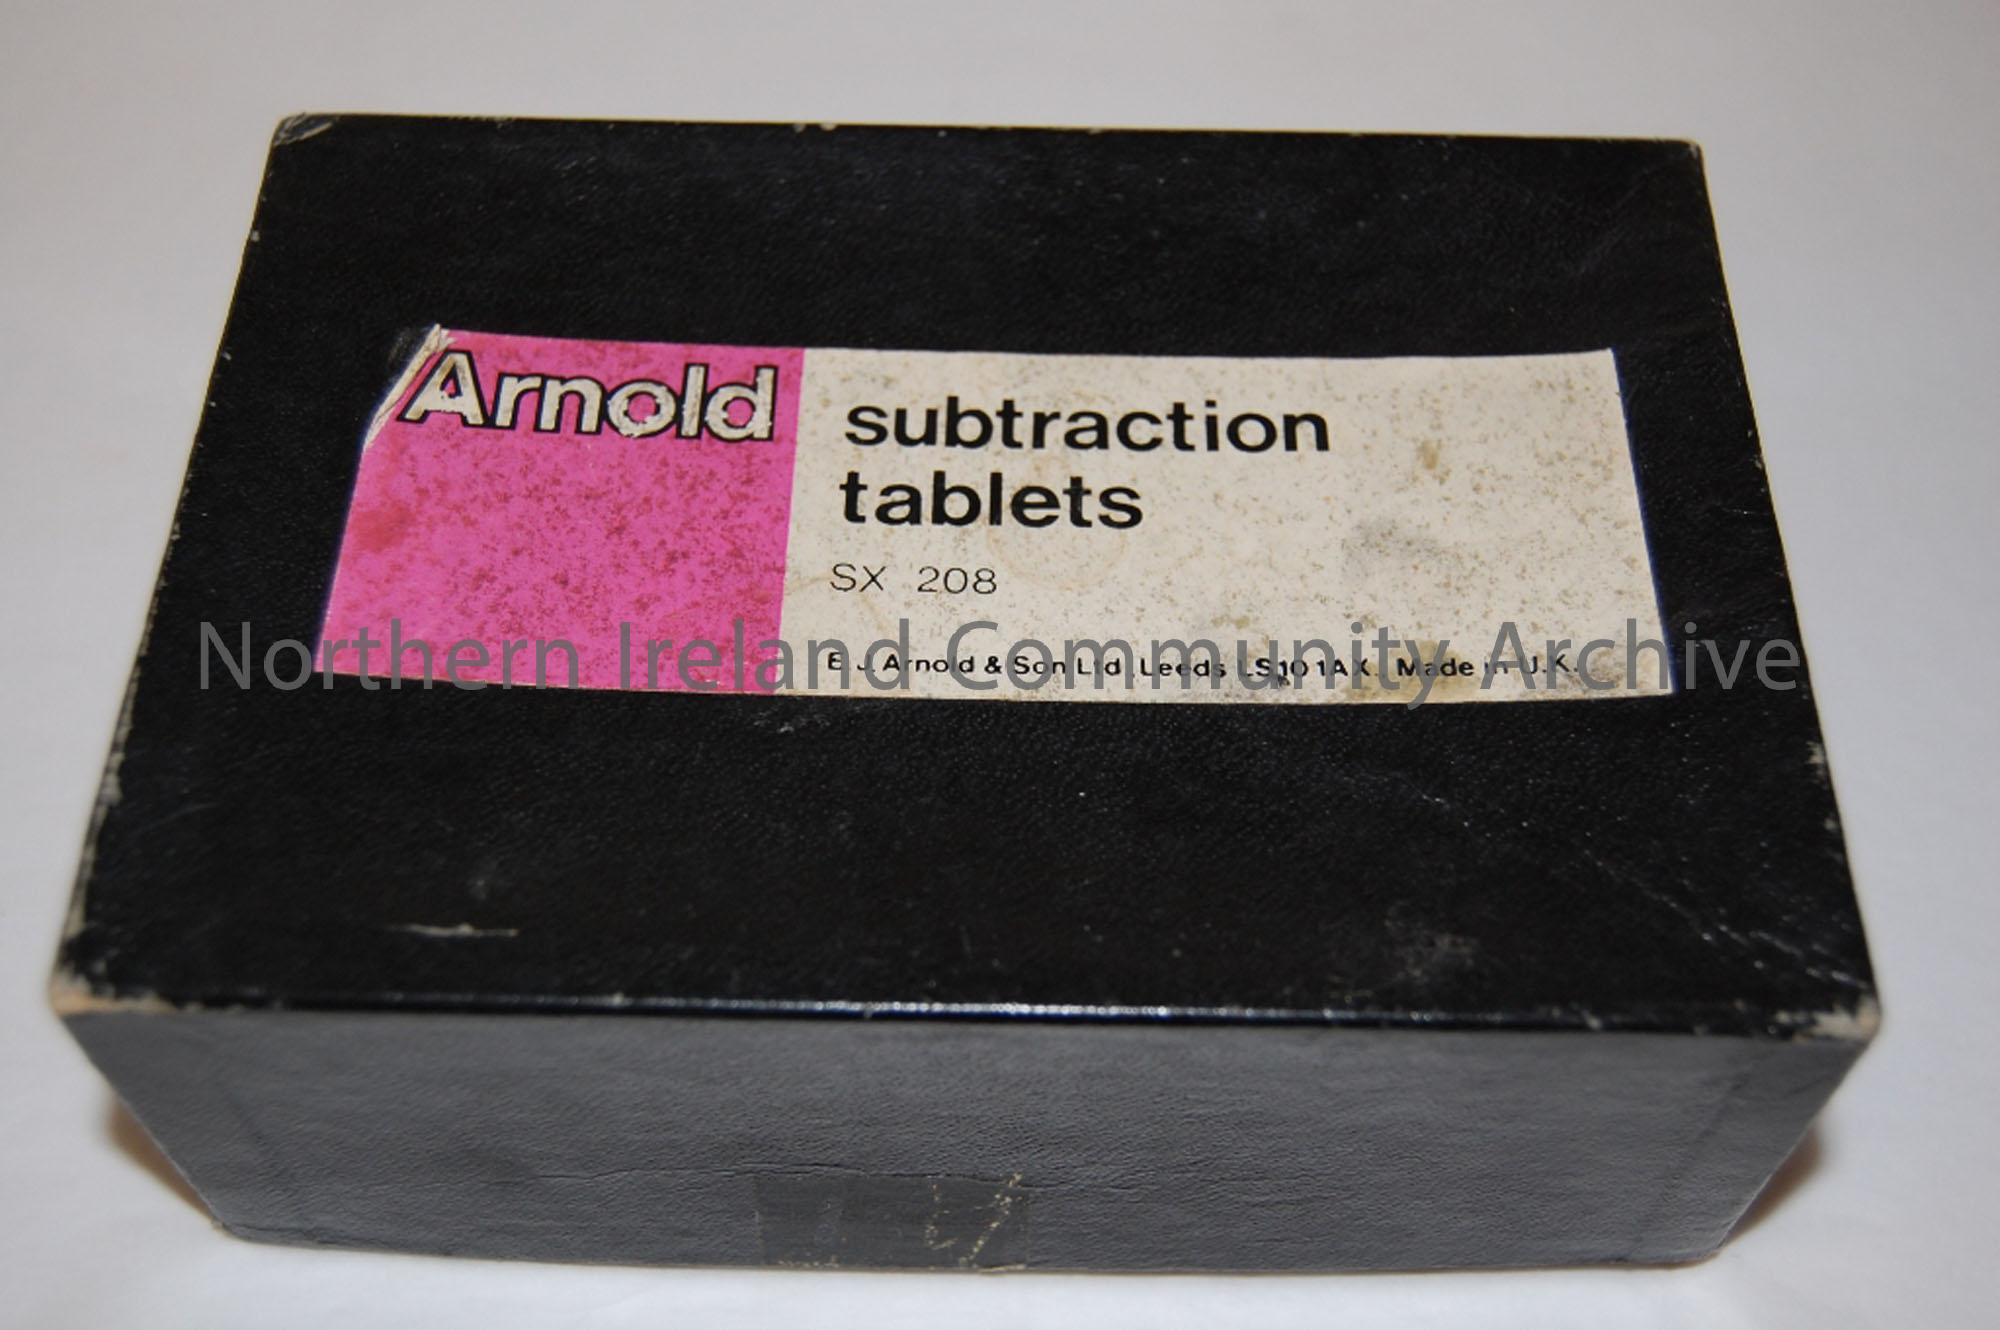 Arnold
subtraction
tablets
SX 208
E. J. Arnold & Son Ltd. Leeds LS10 1AX. Made in U.K.
Northern Ireland Community Archive